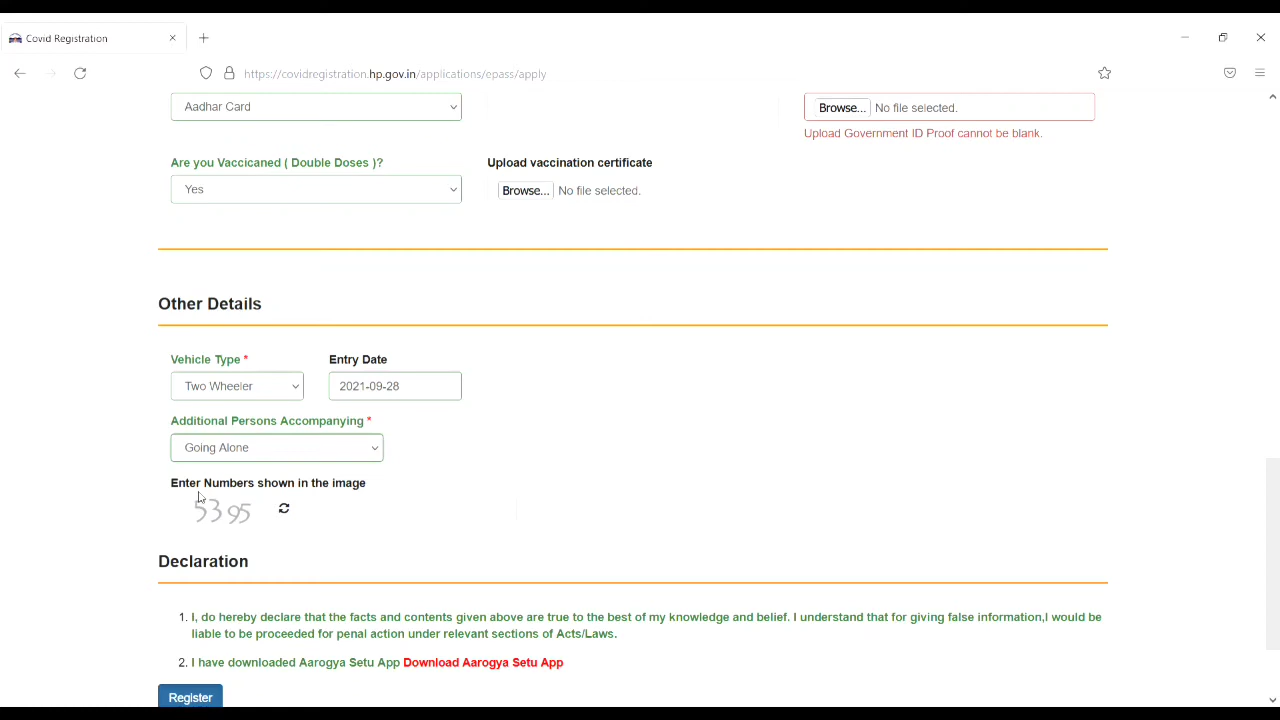 Covid Registration
https://covidregistration.hp.gov.in/applications/epass/apply
Aadhar Card
Browse... No file selected.
Upload Government ID Proof cannot be blank.
Are you Vaccicaned ( Double Doses )?
Upload vaccination certificate
Yes
Browse... No file selected.
Other Details
Vehicle Type *
Entry Date
Two Wheeler
2021-09-28
Additional Persons Accompanying *
Going Alone
Enter Numbers shown in the image
5395
Declaration
1. I, do hereby declare that the facts and contents given above are true to the best of my knowledge and belief. I understand that for giving false information,I would be
liable to be proceeded for penal action under relevant sections of Acts/Laws.
2. I have downloaded Aarogya Setu App Download Aarogya Setu App
Register